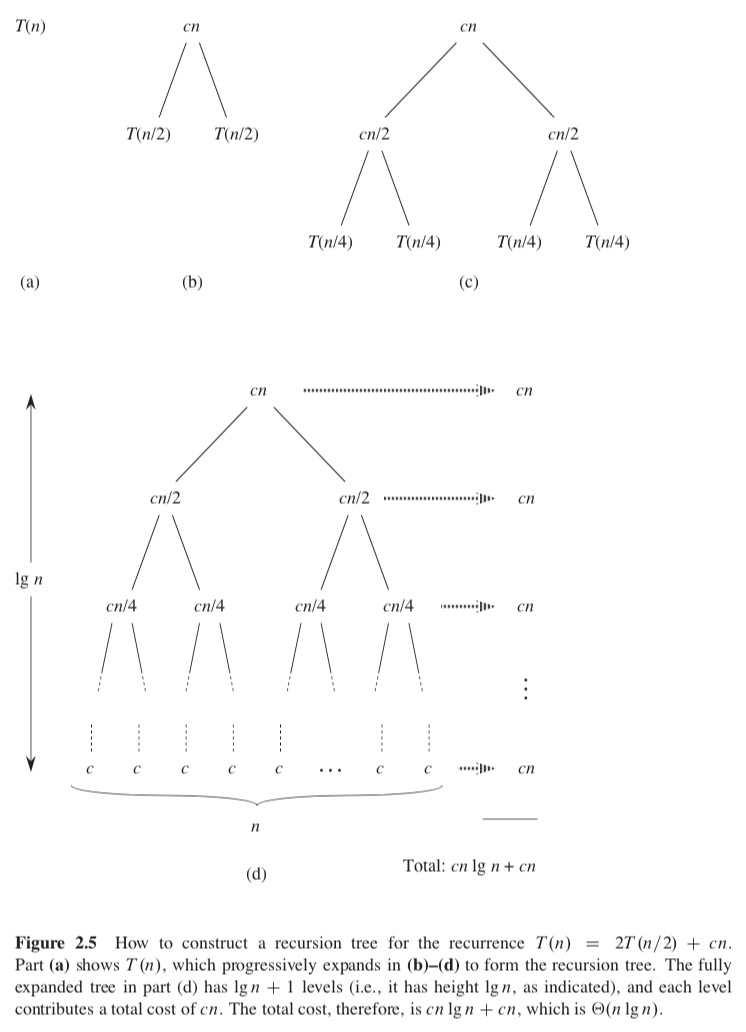 T(n) cn cn
T(n/2) T(n/2) cn/2 cn/2
T(n/4) T(n/4) T(n/4) T(n/4)
(a) (b) (c)
cn cn
cn/2 cn/2 cn
lg n
cn/4 cn/4 cn/4 cn/4 cn
c c c c c ... c c cn
n
(d) Total: cn lg n + cn
Figure 2.5 How to construct a recursion tree for the recurrence T(n) = 2T(n/2) + cn.
Part (a) shows T(n), which progressively expands in (b)–(d) to form the recursion tree. The fully
expanded tree in part (d) has lg n + 1 levels (i.e., it has height lg n, as indicated), and each level
contributes a total cost of cn. The total cost, therefore, is cn lg n + cn, which is Θ(n lg n).